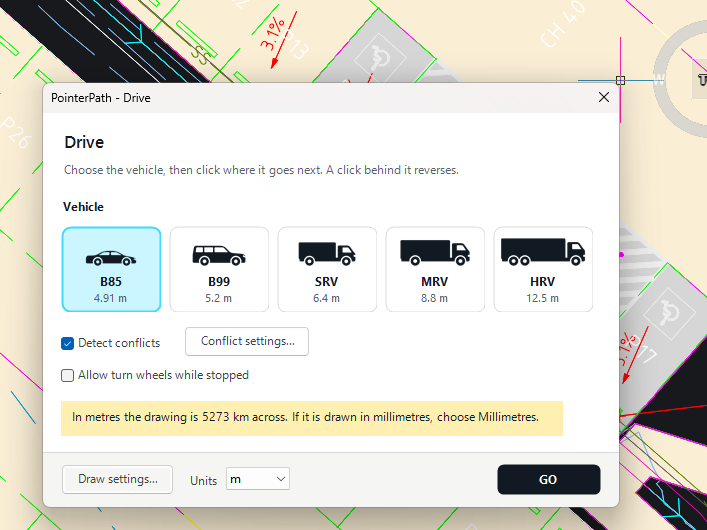 3.1%
13
SS
CH 40
W
P26
PointerPath - Drive
Drive
Choose the vehicle, then click where it goes next. A click behind it reverses.
Vehicle
B85
4.91 m
B99
5.2 m
SRV
6.4 m
MRV
8.8 m
HRV
12.5 m
Detect conflicts
Conflict settings...
Allow turn wheels while stopped
In metres the drawing is 5273 km across. If it is drawn in millimetres, choose Millimetres.
Draw settings...
Units
m
GO